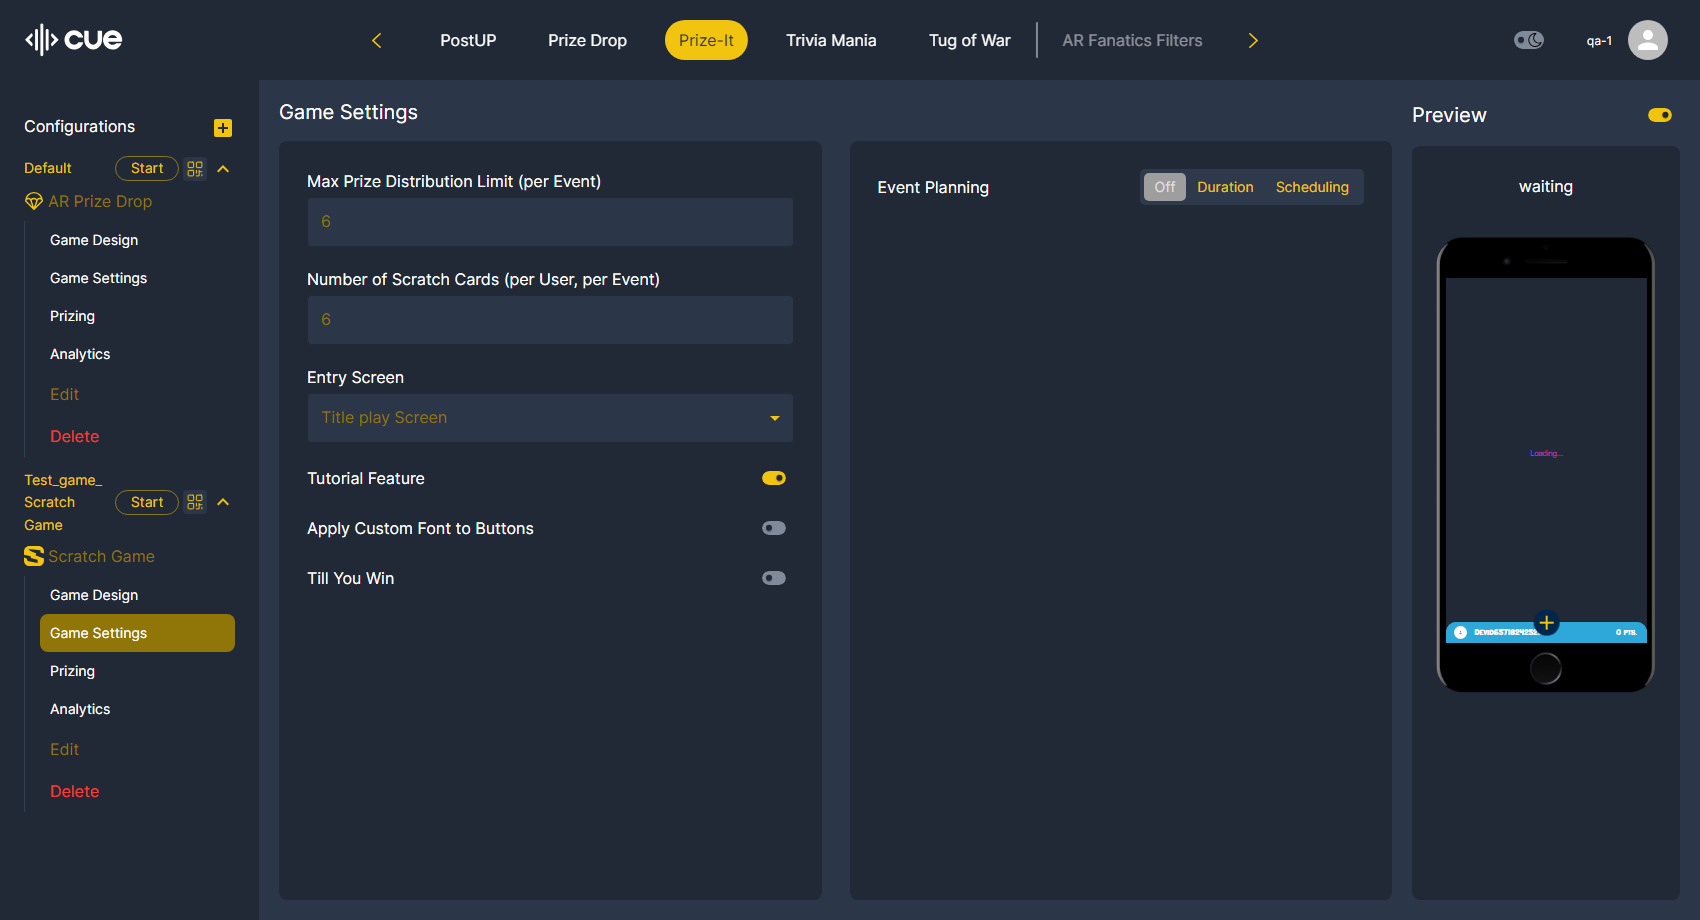 cue
PostUP
Prize Drop
Prize-It
Trivia Mania
Tug of War
AR Fanatics Filters
qa-1
Configurations
Default
Start
AR Prize Drop
Game Design
Game Settings
Prizing
Analytics
Edit
Delete
Test_game_
Scratch
Game
Start
Scratch Game
Game Design
Game Settings
Prizing
Analytics
Edit
Delete
Game Settings
Max Prize Distribution Limit (per Event)
6
Number of Scratch Cards (per User, per Event)
6
Entry Screen
Title play Screen
Tutorial Feature
Apply Custom Font to Buttons
Till You Win
Event Planning
Off
Duration
Scheduling
Preview
waiting
Loading...
0 PTS.